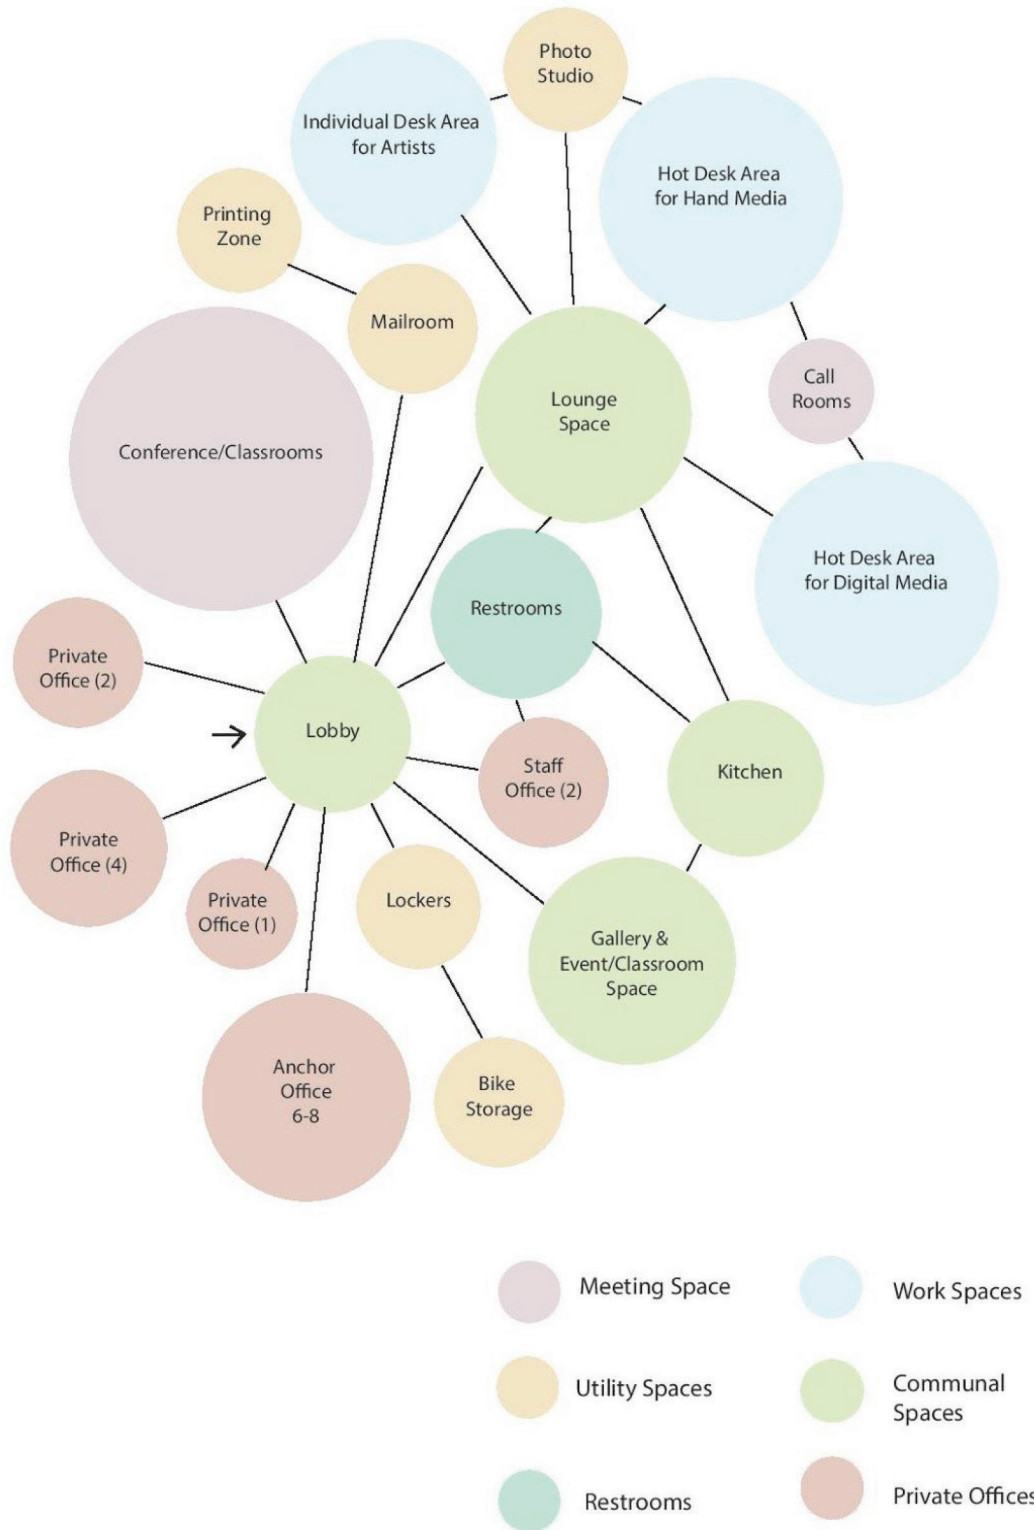 Photo
Studio
Individual Desk Area
for Artists
Hot Desk Area
for Hand Media
Printing
Zone
Mailroom
Call
Rooms
Lounge
Space
Conference/Classrooms
Hot Desk Area
for Digital Media
Restrooms
Private
Office (2)
Lobby
Staff
Office (2)
Kitchen
Private
Office (4)
Private
Office (1)
Lockers
Gallery &
Event/Classroom
Space
Anchor
Office
6-8
Bike
Storage
Meeting Space
Work Spaces
Utility Spaces
Communal
Spaces
Restrooms
Private Offices